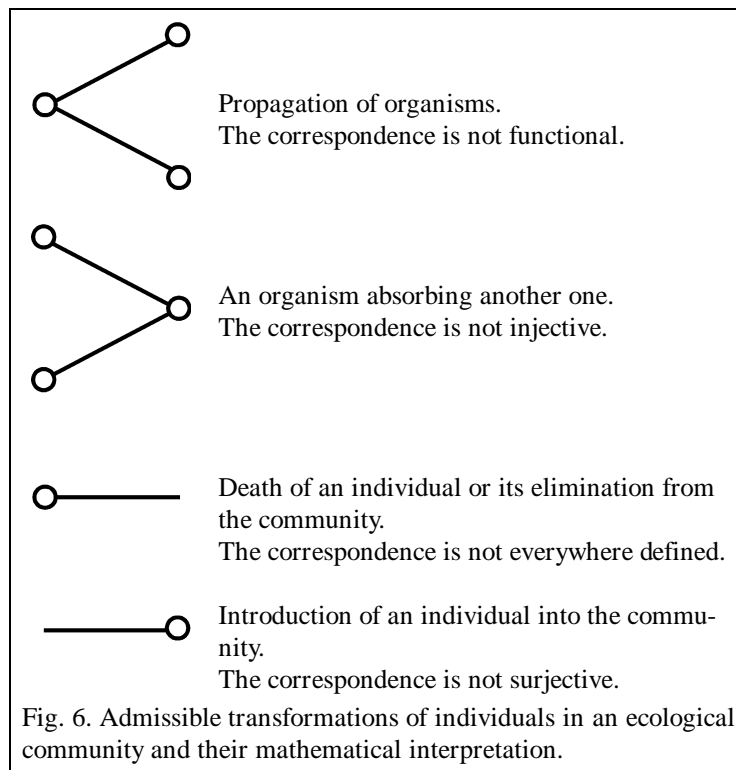 Propagation of organisms.
The correspondence is not functional.
An organism absorbing another one.
The correspondence is not injective.
Death of an individual or its elimination from
the community.
The correspondence is not everywhere defined.
Introduction of an individual into the commu-
nity.
The correspondence is not surjective.
Fig. 6. Admissible transformations of individuals in an ecological
community and their mathematical interpretation.